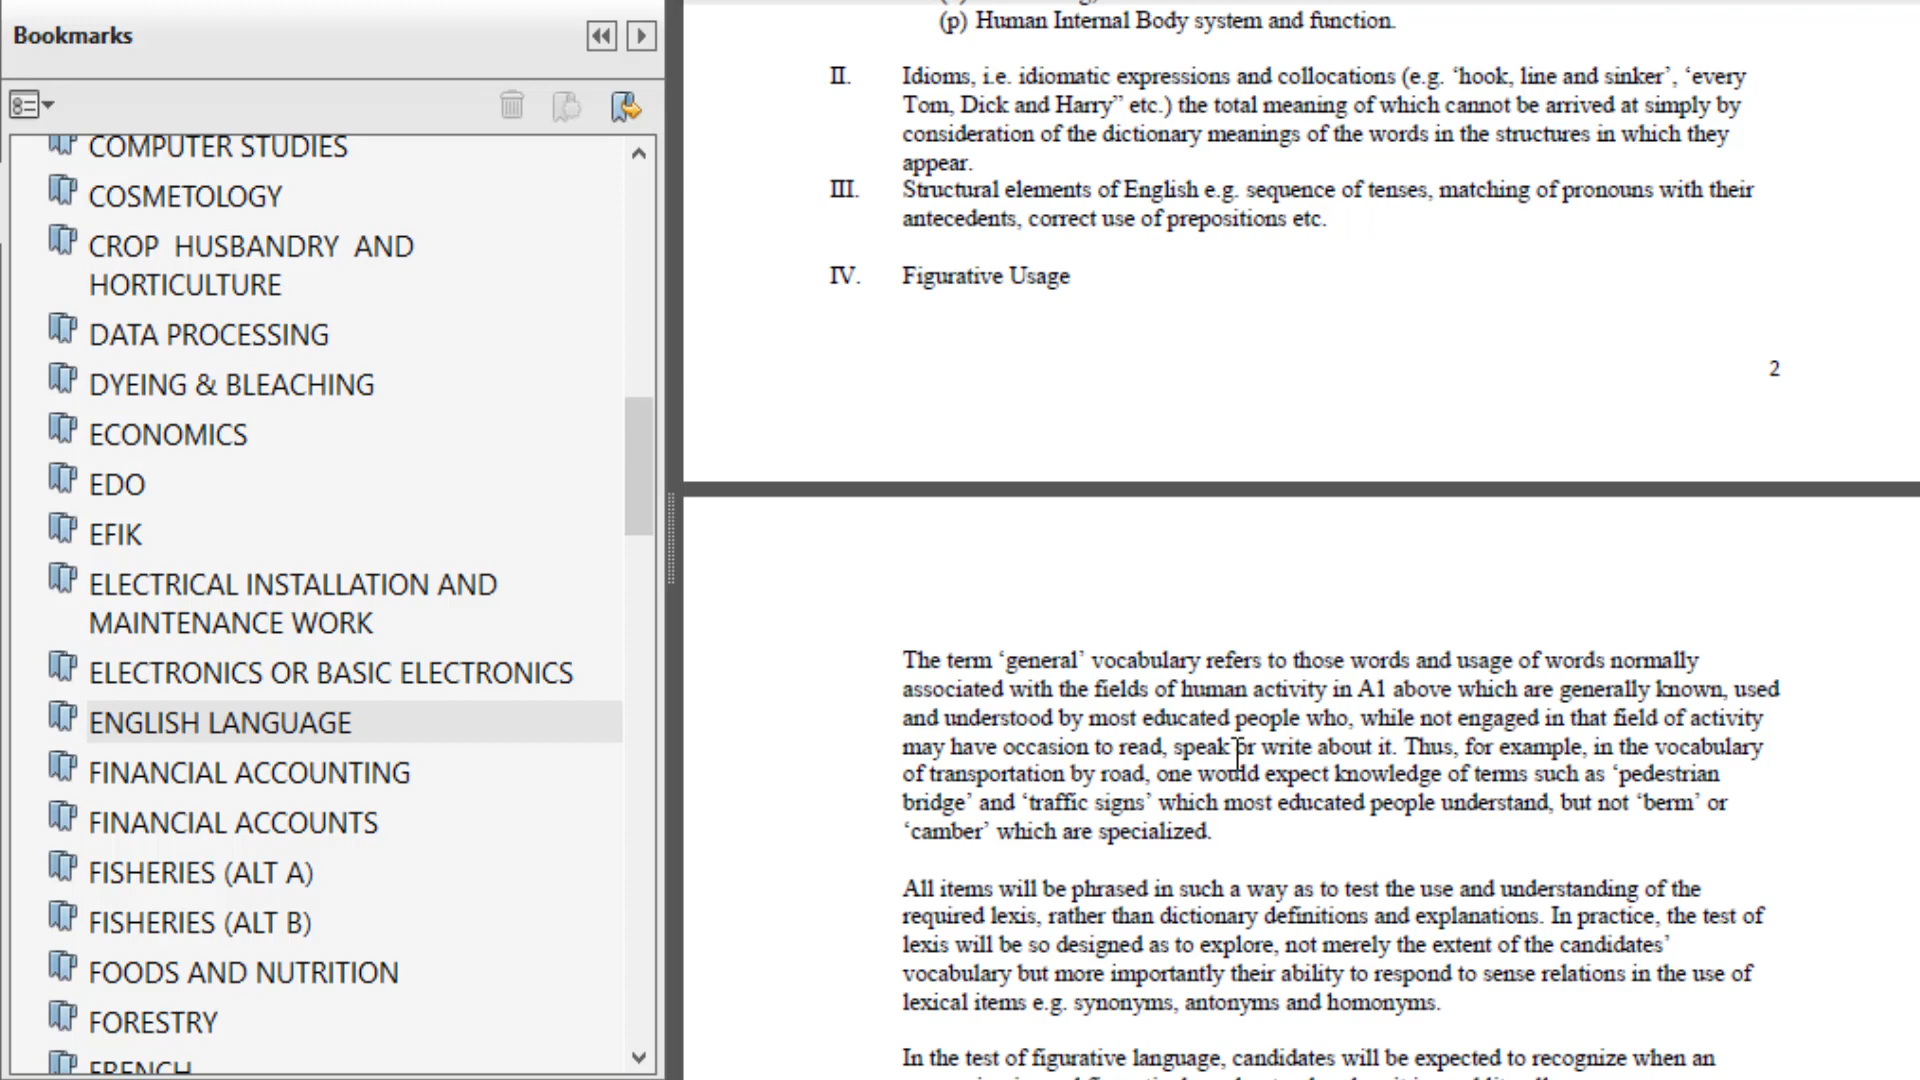 Bookmarks
COMPUTER STUDIES
COSMETOLOGY
CROP HUSBANDRY AND
HORTICULTURE
DATA PROCESSING
DYEING & BLEACHING
ECONOMICS
EDO
EFIK
ELECTRICAL INSTALLATION AND
MAINTENANCE WORK
ELECTRONICS OR BASIC ELECTRONICS
ENGLISH LANGUAGE
FINANCIAL ACCOUNTING
FINANCIAL ACCOUNTS
FISHERIES (ALT A)
FISHERIES (ALT B)
FOODS AND NUTRITION
FORESTRY
FRENCH
(p) Human Internal Body system and function.
II. Idioms, i.e. idiomatic expressions and collocations (e.g. ‘hook, line and sinker’, ‘every
Tom, Dick and Harry” etc.) the total meaning of which cannot be arrived at simply by
consideration of the dictionary meanings of the words in the structures in which they
appear.
III. Structural elements of English e.g. sequence of tenses, matching of pronouns with their
antecedents, correct use of prepositions etc.
IV. Figurative Usage
2
The term ‘general’ vocabulary refers to those words and usage of words normally
associated with the fields of human activity in A1 above which are generally known, used
and understood by most educated people who, while not engaged in that field of activity
may have occasion to read, speak or write about it. Thus, for example, in the vocabulary
of transportation by road, one would expect knowledge of terms such as ‘pedestrian
bridge’ and ‘traffic signs’ which most educated people understand, but not ‘berm’ or
‘camber’ which are specialized.
All items will be phrased in such a way as to test the use and understanding of the
required lexis, rather than dictionary definitions and explanations. In practice, the test of
lexis will be so designed as to explore, not merely the extent of the candidates’
vocabulary but more importantly their ability to respond to sense relations in the use of
lexical items e.g. synonyms, antonyms and homonyms.
In the test of figurative language, candidates will be expected to recognize when an